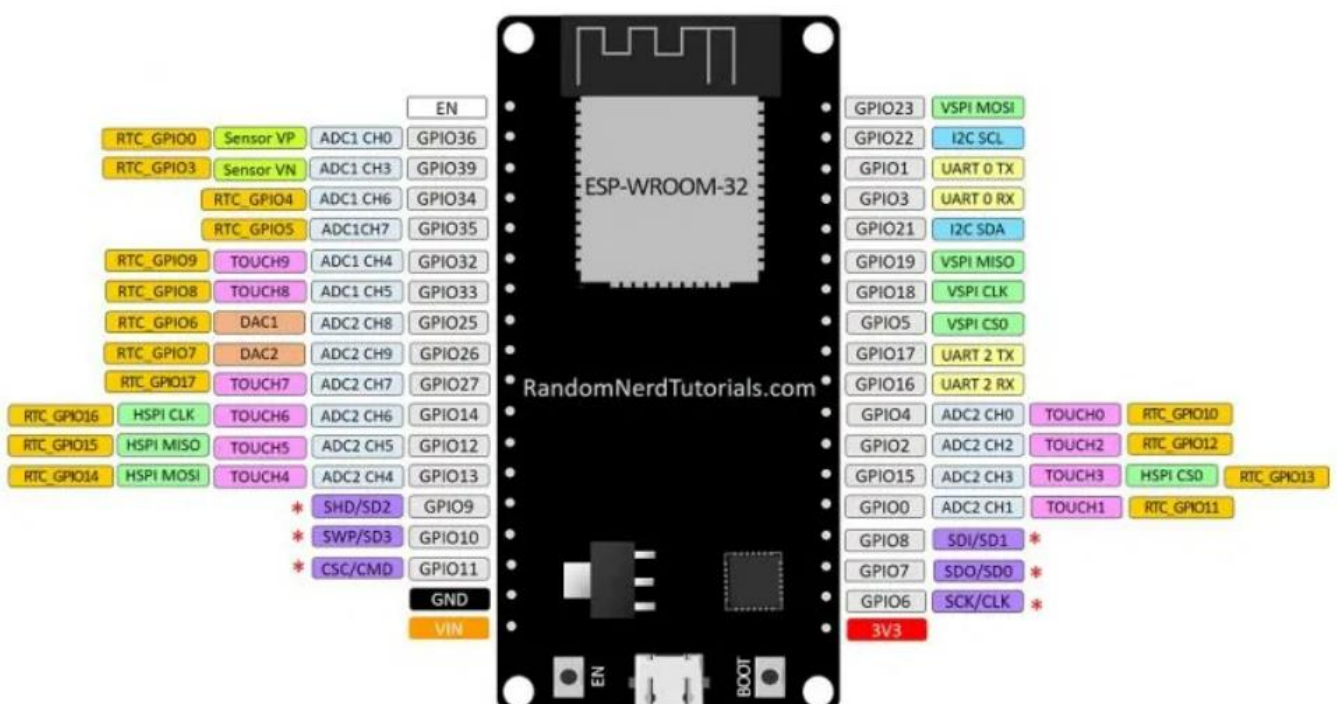 EN
GPIO23 VSPI MOSI
RTC_GPIO0 Sensor VP ADC1 CH0 GPIO36
GPIO22 I2C SCL
RTC_GPIO3 Sensor VN ADC1 CH3 GPIO39
GPIO1 UART 0 TX
RTC_GPIO4 ADC1 CH6 GPIO34
GPIO3 UART 0 RX
ESP-WROOM-32
RTC_GPIO5 ADC1CH7 GPIO35
GPIO21 I2C SDA
RTC_GPIO9 TOUCH9 ADC1 CH4 GPIO32
GPIO19 VSPI MISO
RTC_GPIO8 TOUCH8 ADC1 CH5 GPIO33
GPIO18 VSPI CLK
RTC_GPIO6 DAC1 ADC2 CH8 GPIO25
GPIO5 VSPI CS0
RTC_GPIO7 DAC2 ADC2 CH9 GPIO26
GPIO17 UART 2 TX
RTC_GPIO17 TOUCH7 ADC2 CH7 GPIO27
RandomNerdTutorials.com
GPIO16 UART 2 RX
RTC_GPIO16 HSPI CLK TOUCH6 ADC2 CH6 GPIO14
GPIO4 ADC2 CH0 TOUCH0 RTC_GPIO10
RTC_GPIO15 HSPI MISO TOUCH5 ADC2 CH5 GPIO12
GPIO2 ADC2 CH2 TOUCH2 RTC_GPIO12
RTC_GPIO14 HSPI MOSI TOUCH4 ADC2 CH4 GPIO13
GPIO15 ADC2 CH3 TOUCH3 HSPI CS0 RTC_GPIO13
* SHD/SD2 GPIO9
GPIO0 ADC2 CH1 TOUCH1 RTC_GPIO11
* SWP/SD3 GPIO10
GPIO8 SDI/SD1 *
* CSC/CMD GPIO11
GPIO7 SDO/SD0 *
GND
GPIO6 SCK/CLK *
VIN
3V3
EN
BOOT